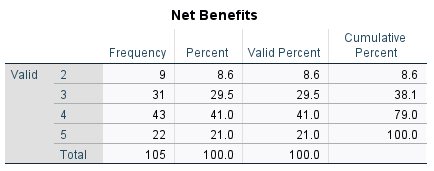 Net Benefits
Frequency Percent Valid Percent Cumulative Percent
Valid 2 9 8.6 8.6 8.6
3 31 29.5 29.5 38.1
4 43 41.0 41.0 79.0
5 22 21.0 21.0 100.0
Total 105 100.0 100.0